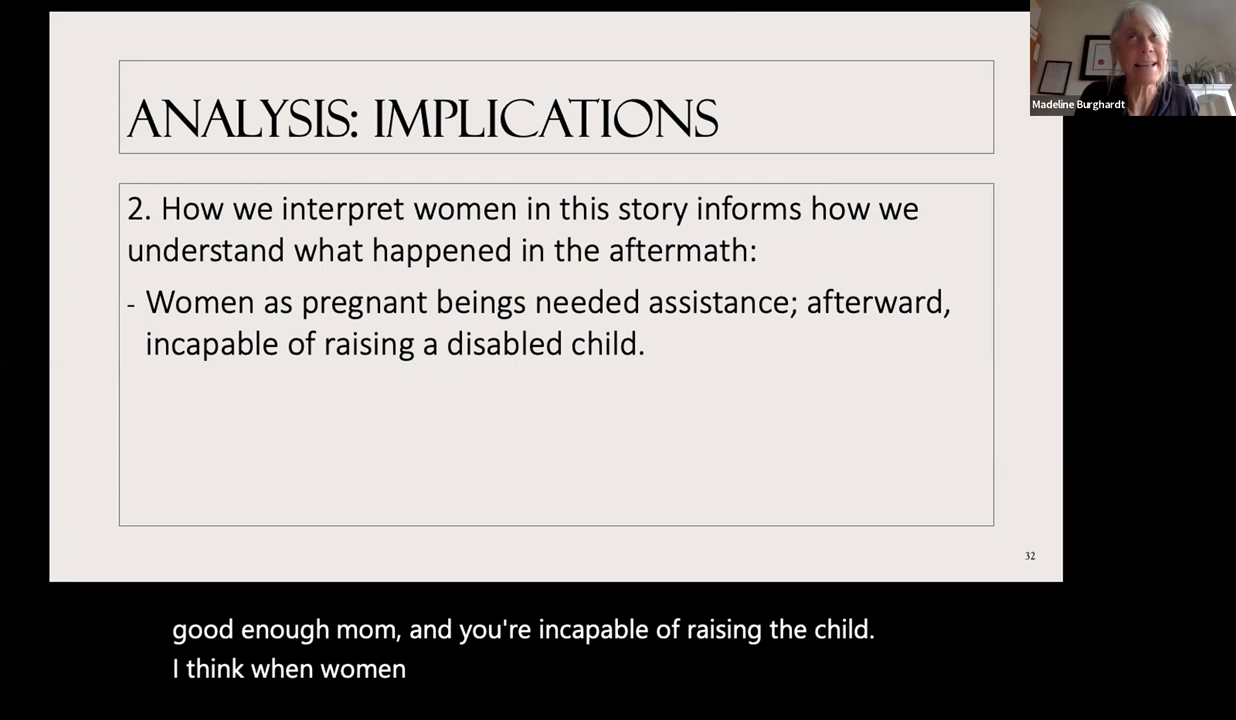 ANALYSIS: IMPLICATIONS
Madeline Burghardt
2. How we interpret women in this story informs how we
understand what happened in the aftermath:
- Women as pregnant beings needed assistance; afterward,
incapable of raising a disabled child.
32
good enough mom, and you're incapable of raising the child.
I think when women